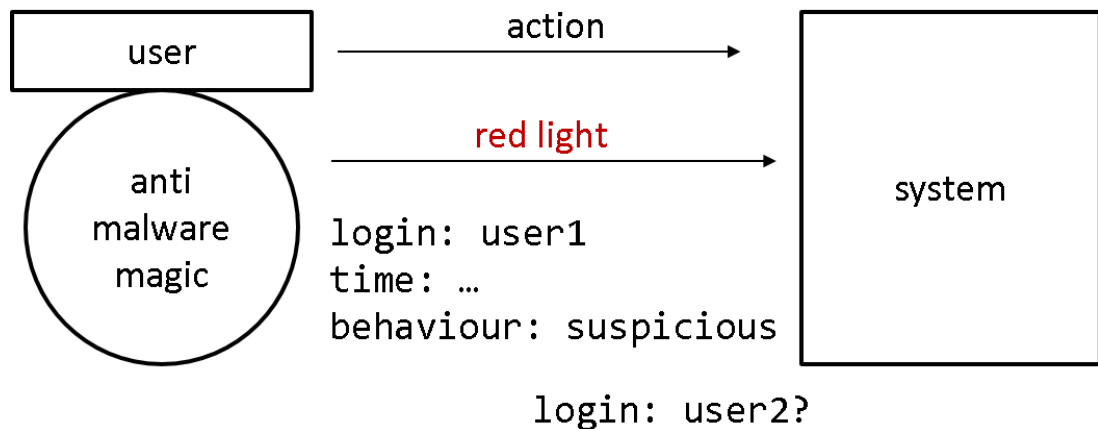 user
action
red light
anti
malware
magic
system
login: user1
time: …
behaviour: suspicious
login: user2?